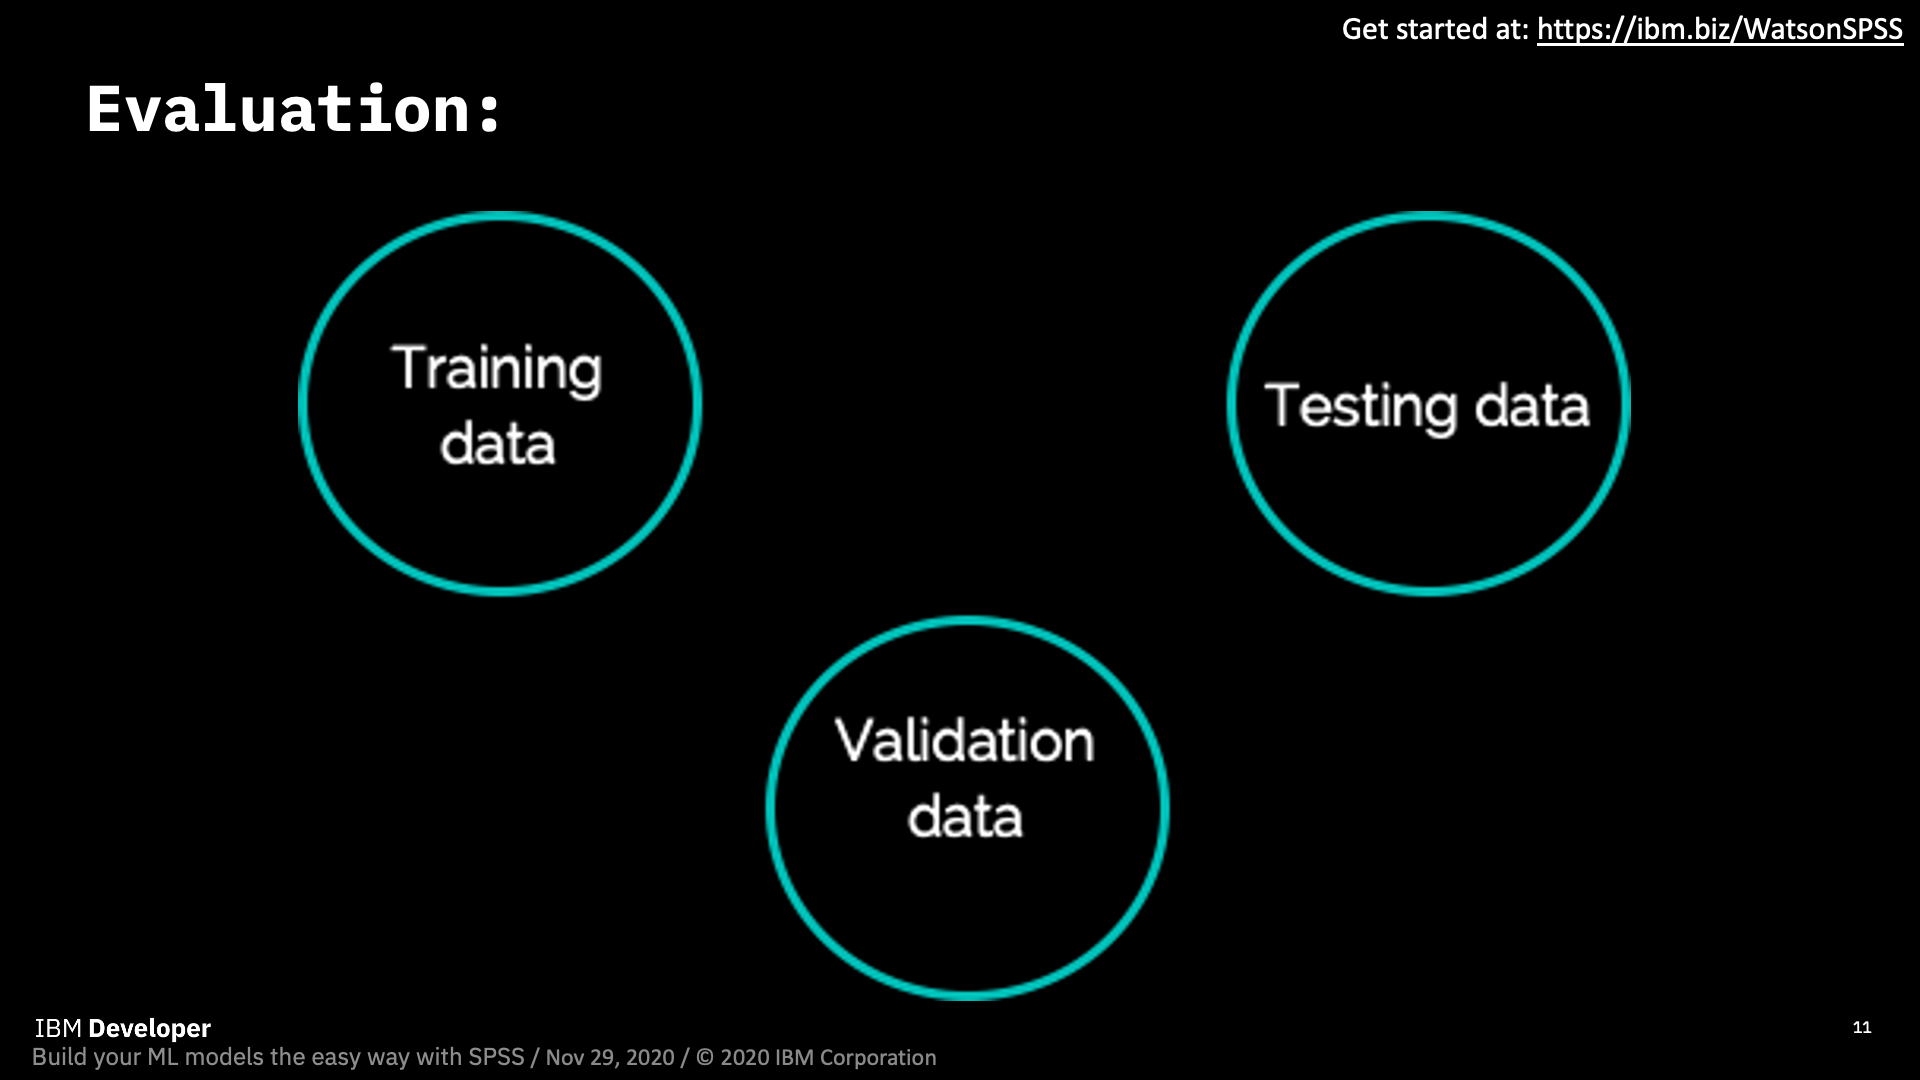 Get started at: https://ibm.biz/WatsonSPSS
Evaluation:
Training
data
Testing data
Validation
data
IBM Developer
Build your ML models the easy way with SPSS / Nov 29, 2020 / © 2020 IBM Corporation
11